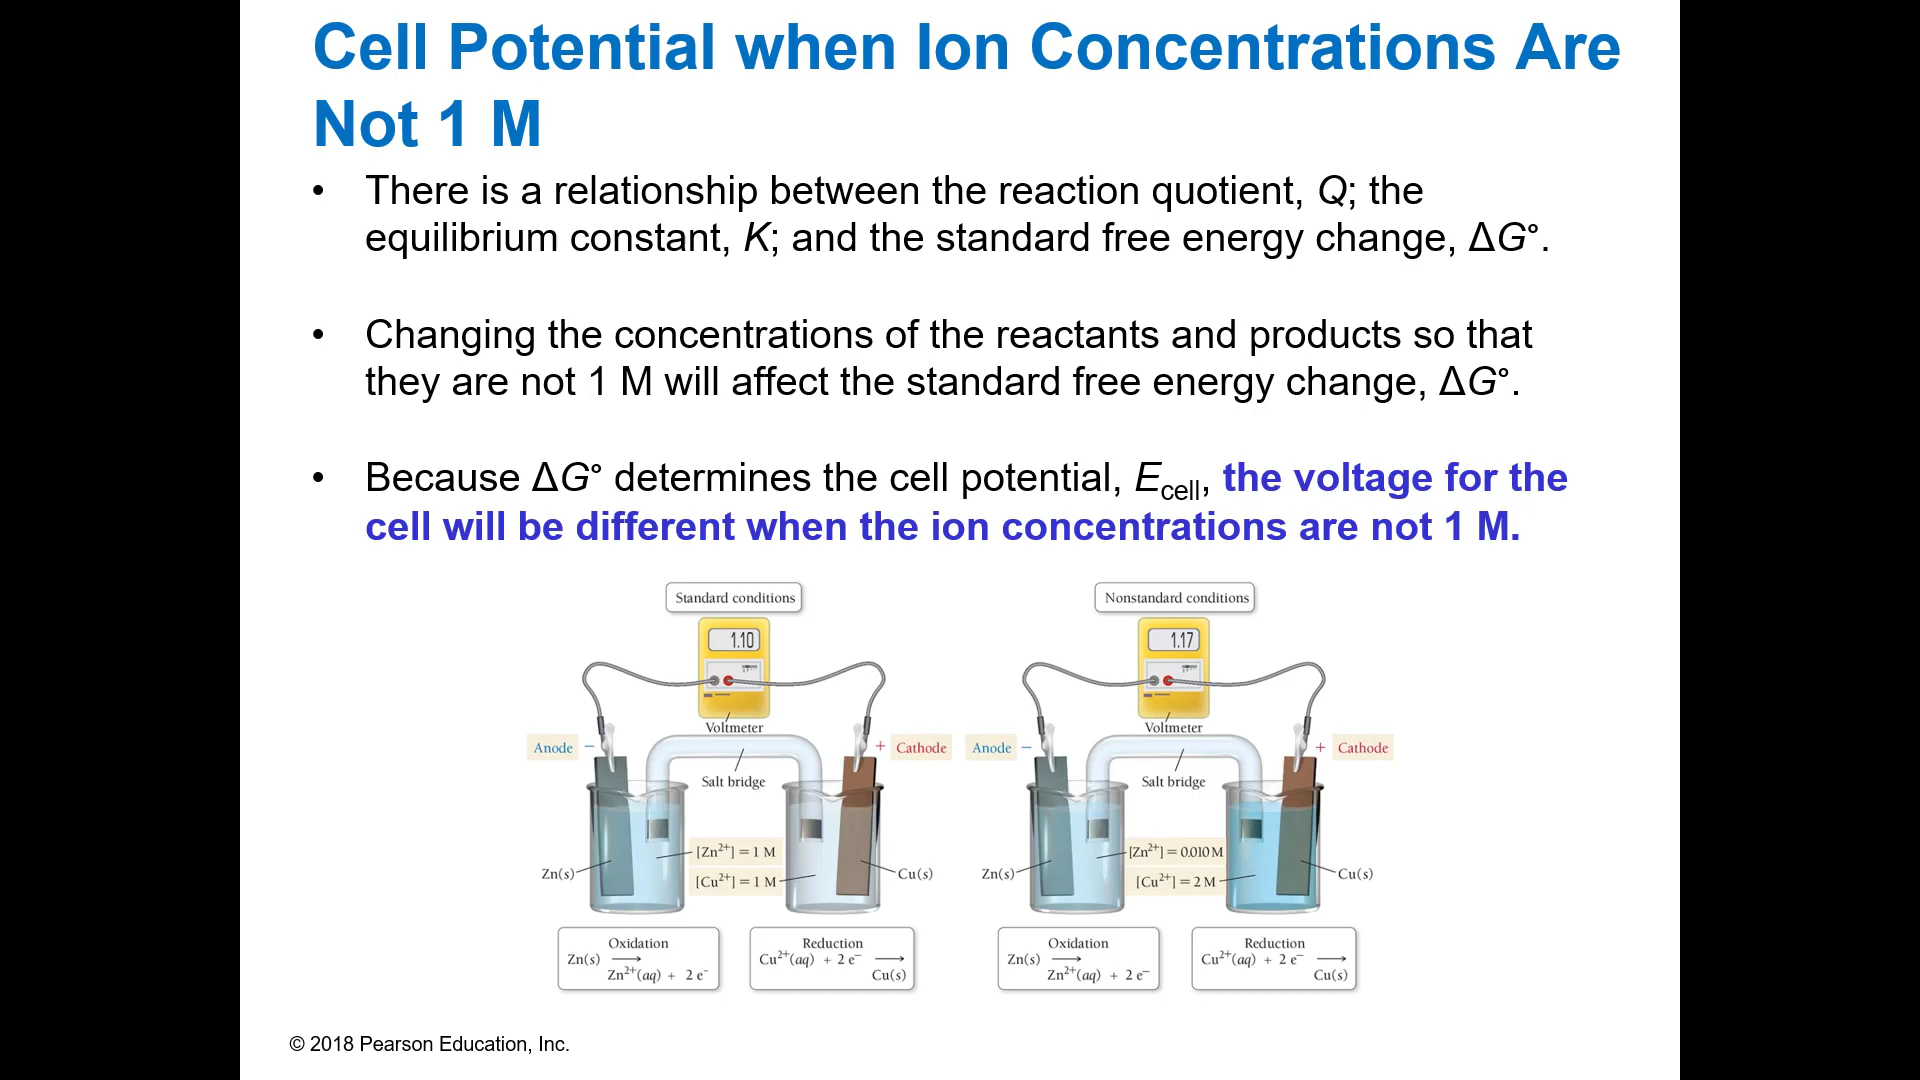 Cell Potential when Ion Concentrations Are
Not 1 M
• There is a relationship between the reaction quotient, Q; the
equilibrium constant, K; and the standard free energy change, ΔG°.
• Changing the concentrations of the reactants and products so that
they are not 1 M will affect the standard free energy change, ΔG°.
• Because ΔG° determines the cell potential, Ecell, the voltage for the
cell will be different when the ion concentrations are not 1 M.
Standard conditions
1.10
Voltmeter
Anode −
+ Cathode
Salt bridge
[Zn²⁺] = 1 M
[Cu²⁺] = 1 M
Zn(s)
Cu(s)
Oxidation
Zn(s) ⟶
Zn²⁺(aq) + 2 e⁻
Reduction
Cu²⁺(aq) + 2 e⁻ ⟶
Cu(s)
Nonstandard conditions
1.17
Voltmeter
Anode −
+ Cathode
Salt bridge
[Zn²⁺] = 0.010 M
[Cu²⁺] = 2 M
Zn(s)
Cu(s)
Oxidation
Zn(s) ⟶
Zn²⁺(aq) + 2 e⁻
Reduction
Cu²⁺(aq) + 2 e⁻ ⟶
Cu(s)
© 2018 Pearson Education, Inc.